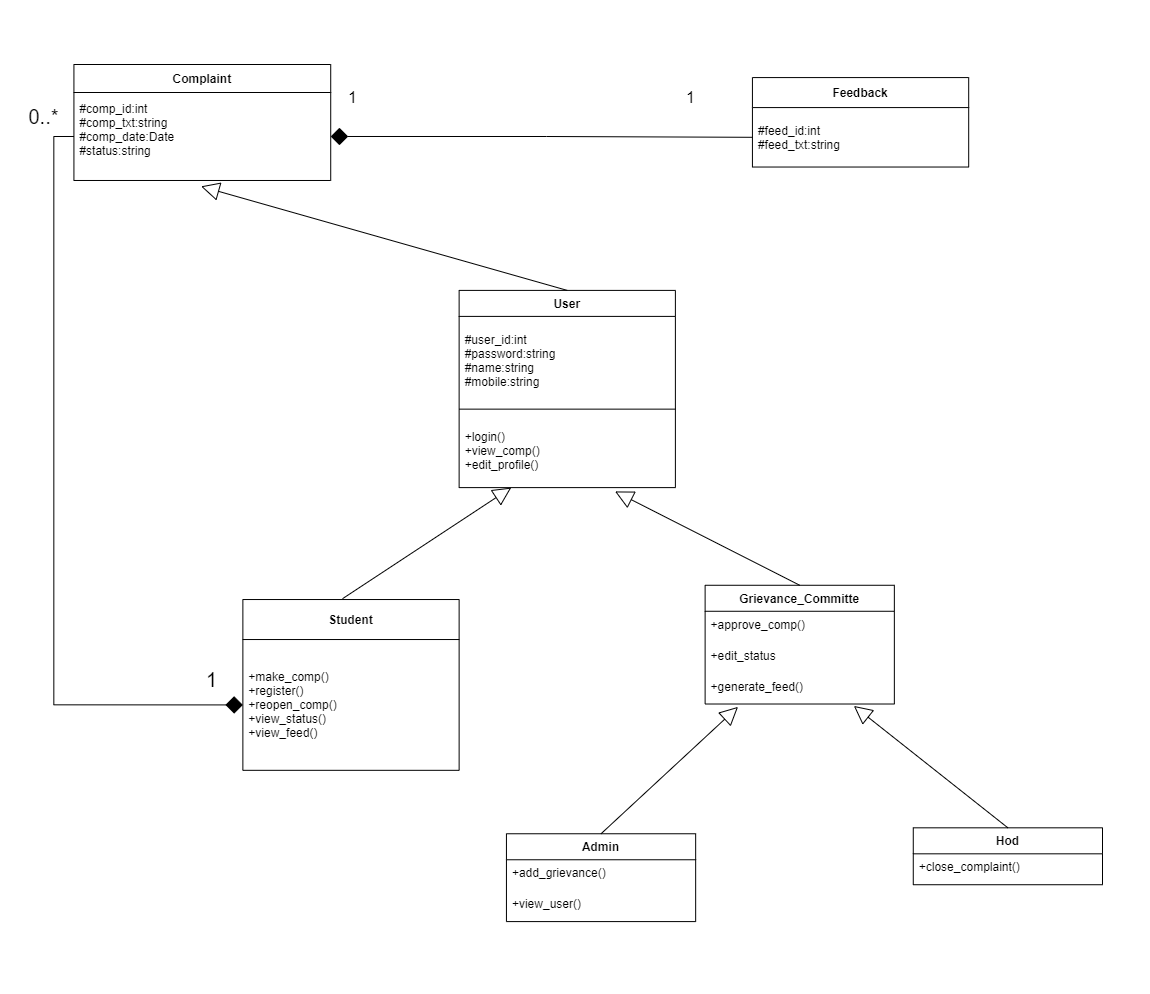 Complaint
#comp_id:int
#comp_txt:string
#comp_date:Date
#status:string
0..*
1
1
Feedback
#feed_id:int
#feed_txt:string
User
#user_id:int
#password:string
#name:string
#mobile:string
+login()
+view_comp()
+edit_profile()
Student
+make_comp()
+register()
+reopen_comp()
+view_status()
+view_feed()
1
Grievance_Committe
+approve_comp()
+edit_status
+generate_feed()
Admin
+add_grievance()
+view_user()
Hod
+close_complaint()